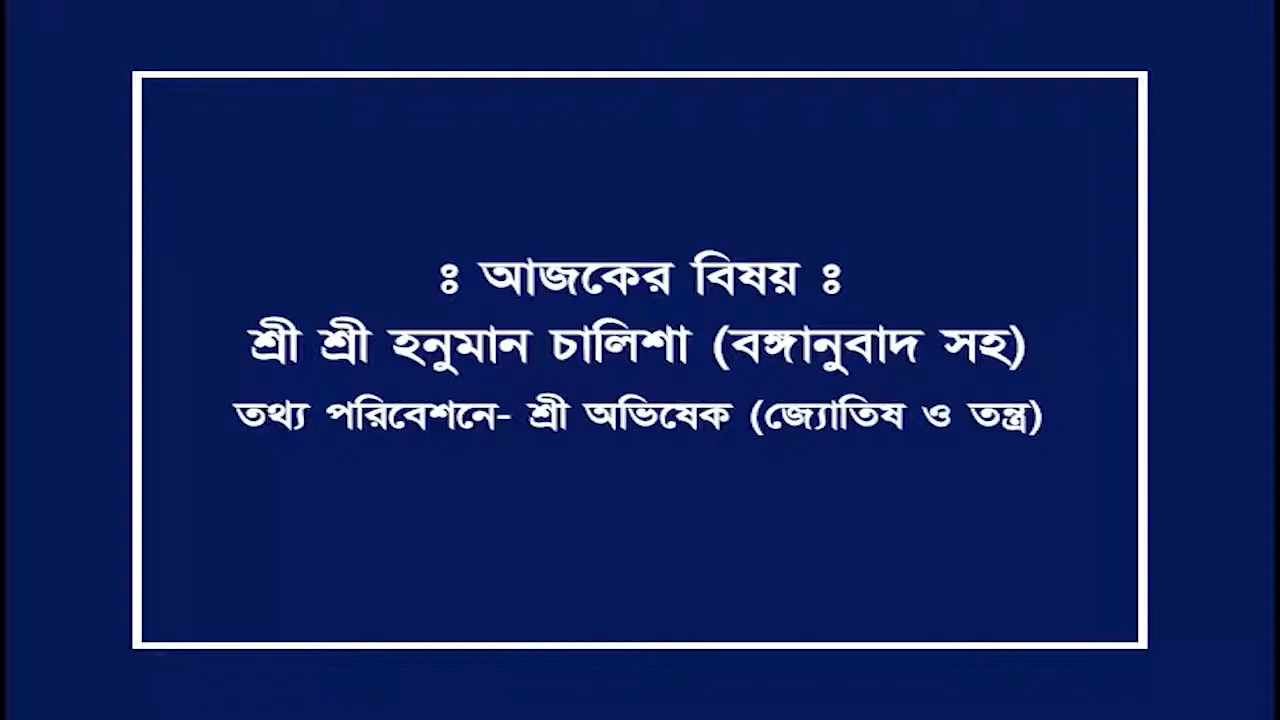 ঃ আজকের বিষয় ঃ
শ্রী শ্রী হনুমান চালিশা (বঙ্গানুবাদ সহ)
তথ্য পরিবেশনে- শ্রী অভিষেক (জ্যোতিষ ও তন্ত্র)